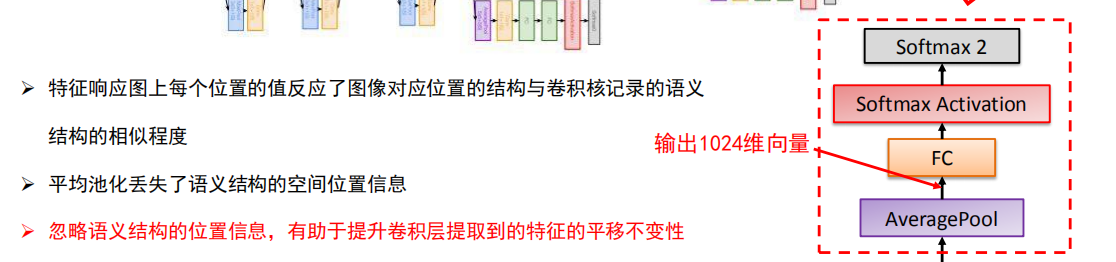 特征响应图上每个位置的值反应了图像对应位置的结构与卷积核记录的语义
结构的相似程度
平均池化丢失了语义结构的空间位置信息
忽略语义结构的位置信息，有助于提升卷积层提取到的特征的平移不变性
输出1024维向量
Softmax 2
Softmax Activation
FC
AveragePool